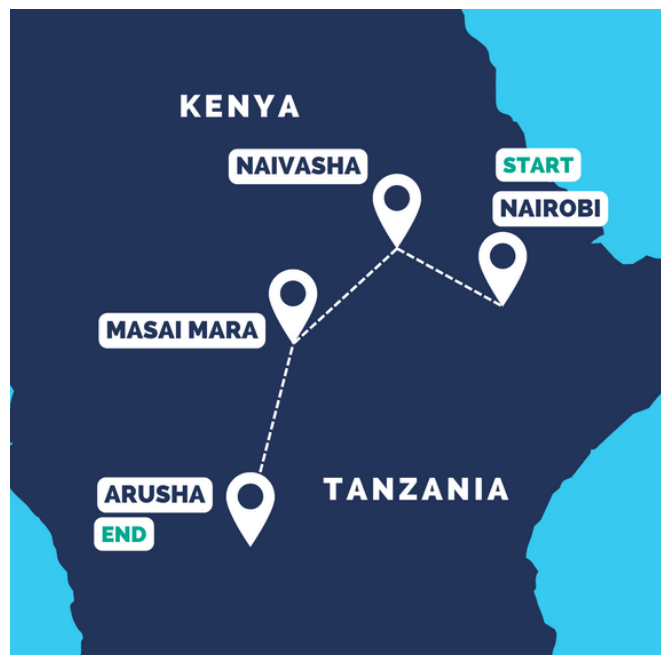 KENYA
NAIVASHA
START
NAIROBI
MASAI MARA
ARUSHA
TANZANIA
END